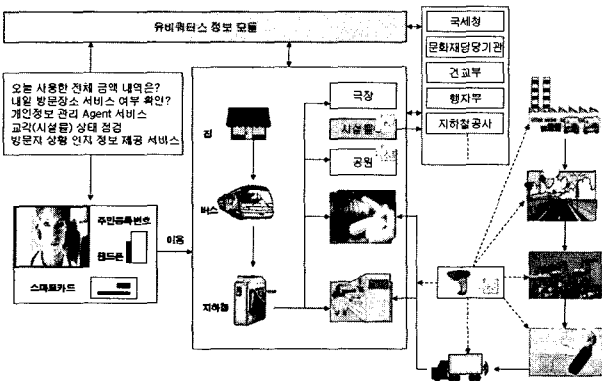 유비쿼터스 정보 모듈
국세청
문화재담당기관
건교부
행자부
지하철공사
오늘 사용한 전체 금액 내역은?
내일 방문장소 서비스 여부 확인?
개인정보 관리 Agent 서비스
교각(시설물) 상태 점검
방문자 상황 인지 정보 제공 서비스
극장
시설물
공원
집
버스
지하철
주민등록번호
핸드폰
스마트카드
이동